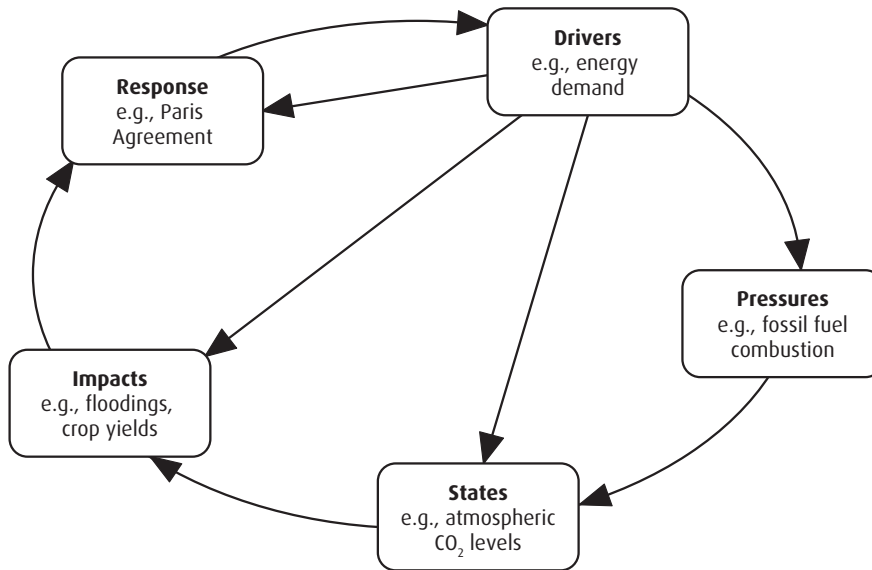 Drivers
e.g., energy
demand
Response
e.g., Paris
Agreement
Pressures
e.g., fossil fuel
combustion
Impacts
e.g., floodings,
crop yields
States
e.g., atmospheric
CO₂ levels